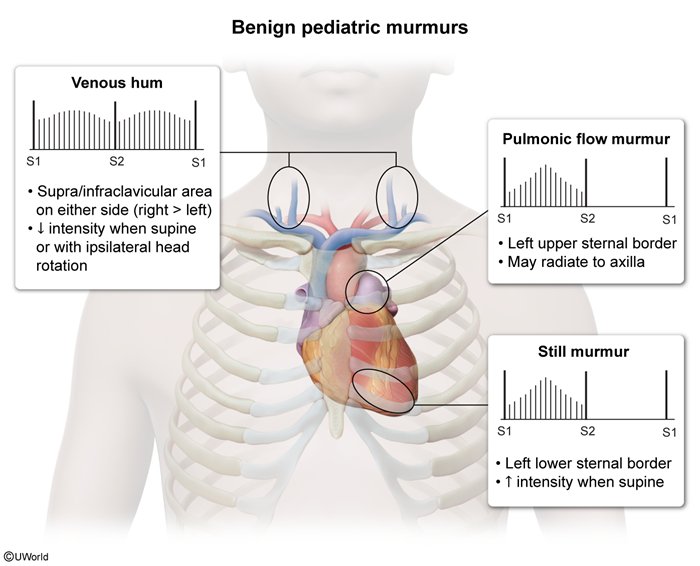 Benign pediatric murmurs
Venous hum
S1 S2 S1
• Supra/infraclavicular area
on either side (right > left)
• ↓ intensity when supine
or with ipsilateral head
rotation
Pulmonic flow murmur
S1 S2 S1
• Left upper sternal border
• May radiate to axilla
Still murmur
S1 S2 S1
• Left lower sternal border
• ↑ intensity when supine
©UWorld